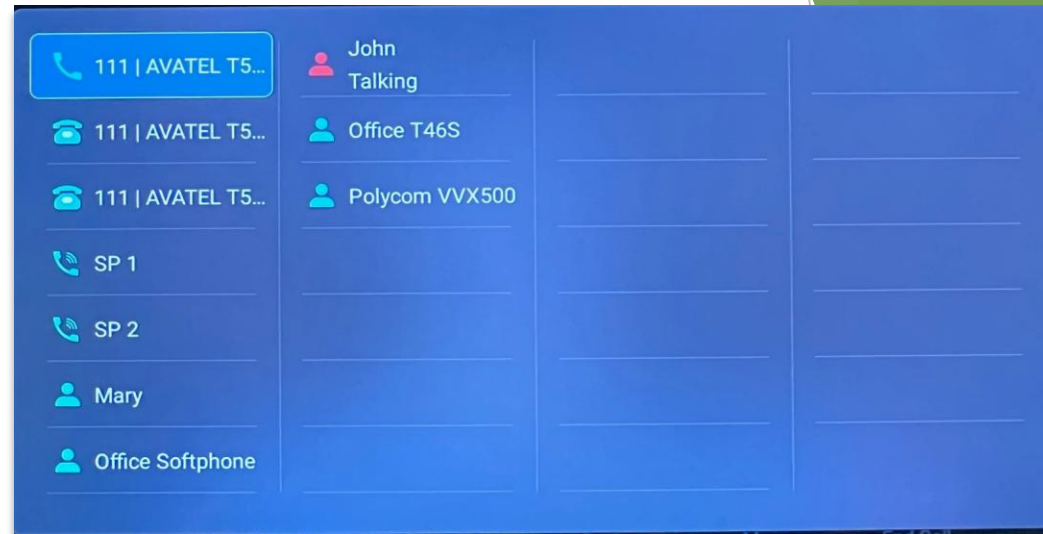 111 | AVATEL T5...
111 | AVATEL T5...
111 | AVATEL T5...
SP 1
SP 2
Mary
Office Softphone
John
Talking
Office T46S
Polycom VVX500